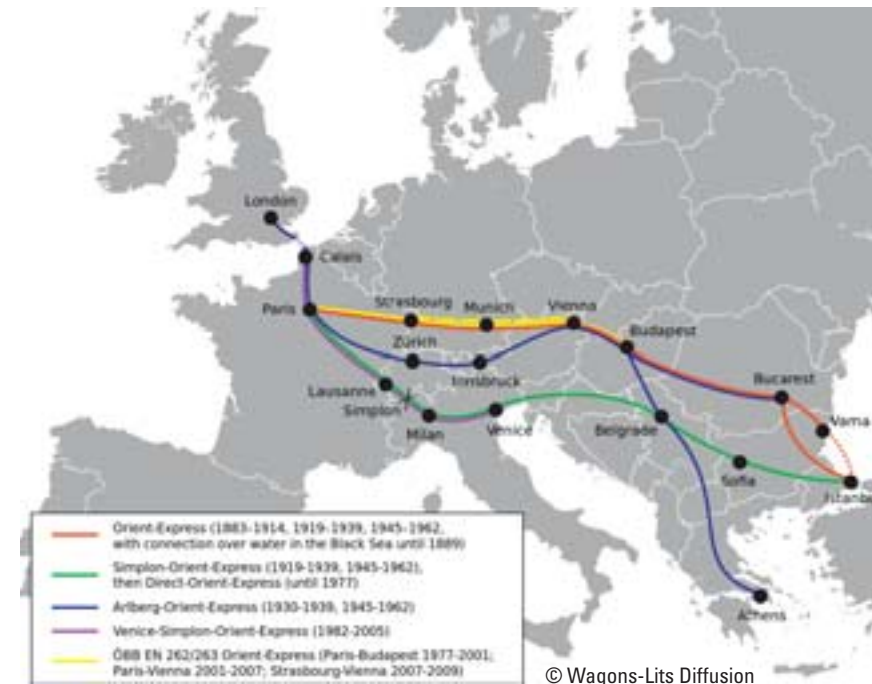 London
Calais
Paris
Strasbourg
Munich
Vienna
Budapest
Zürich
Innsbruck
Bucarest
Lausanne
Simplon
Milan
Venice
Belgrade
Varna
Sofia
Istanbu
Athens
Orient-Express (1883–1914, 1919–1939, 1945–1962,
with connection over water in the Black Sea until 1889)
Simplon-Orient-Express (1919-1939, 1945-1962),
then Direct-Orient-Express (until 1977)
Arlberg-Orient-Express (1930-1939, 1945-1962)
Venice-Simplon-Orient-Express (1982-2005)
ÖBB EN 262/263 Orient-Express (Paris-Budapest 1977-2001;
Paris-Vienna 2001-2007; Strasbourg-Vienna 2007-2009)
© Wagons-Lits Diffusion